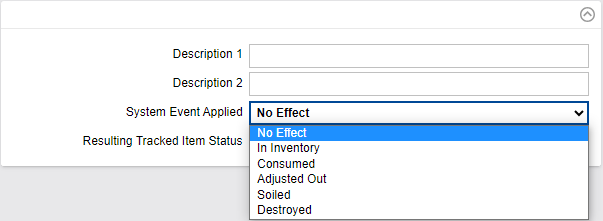 Description 1
Description 2
System Event Applied No Effect
No Effect
Resulting Tracked Item Status In Inventory
Consumed
Adjusted Out
Soiled
Destroyed